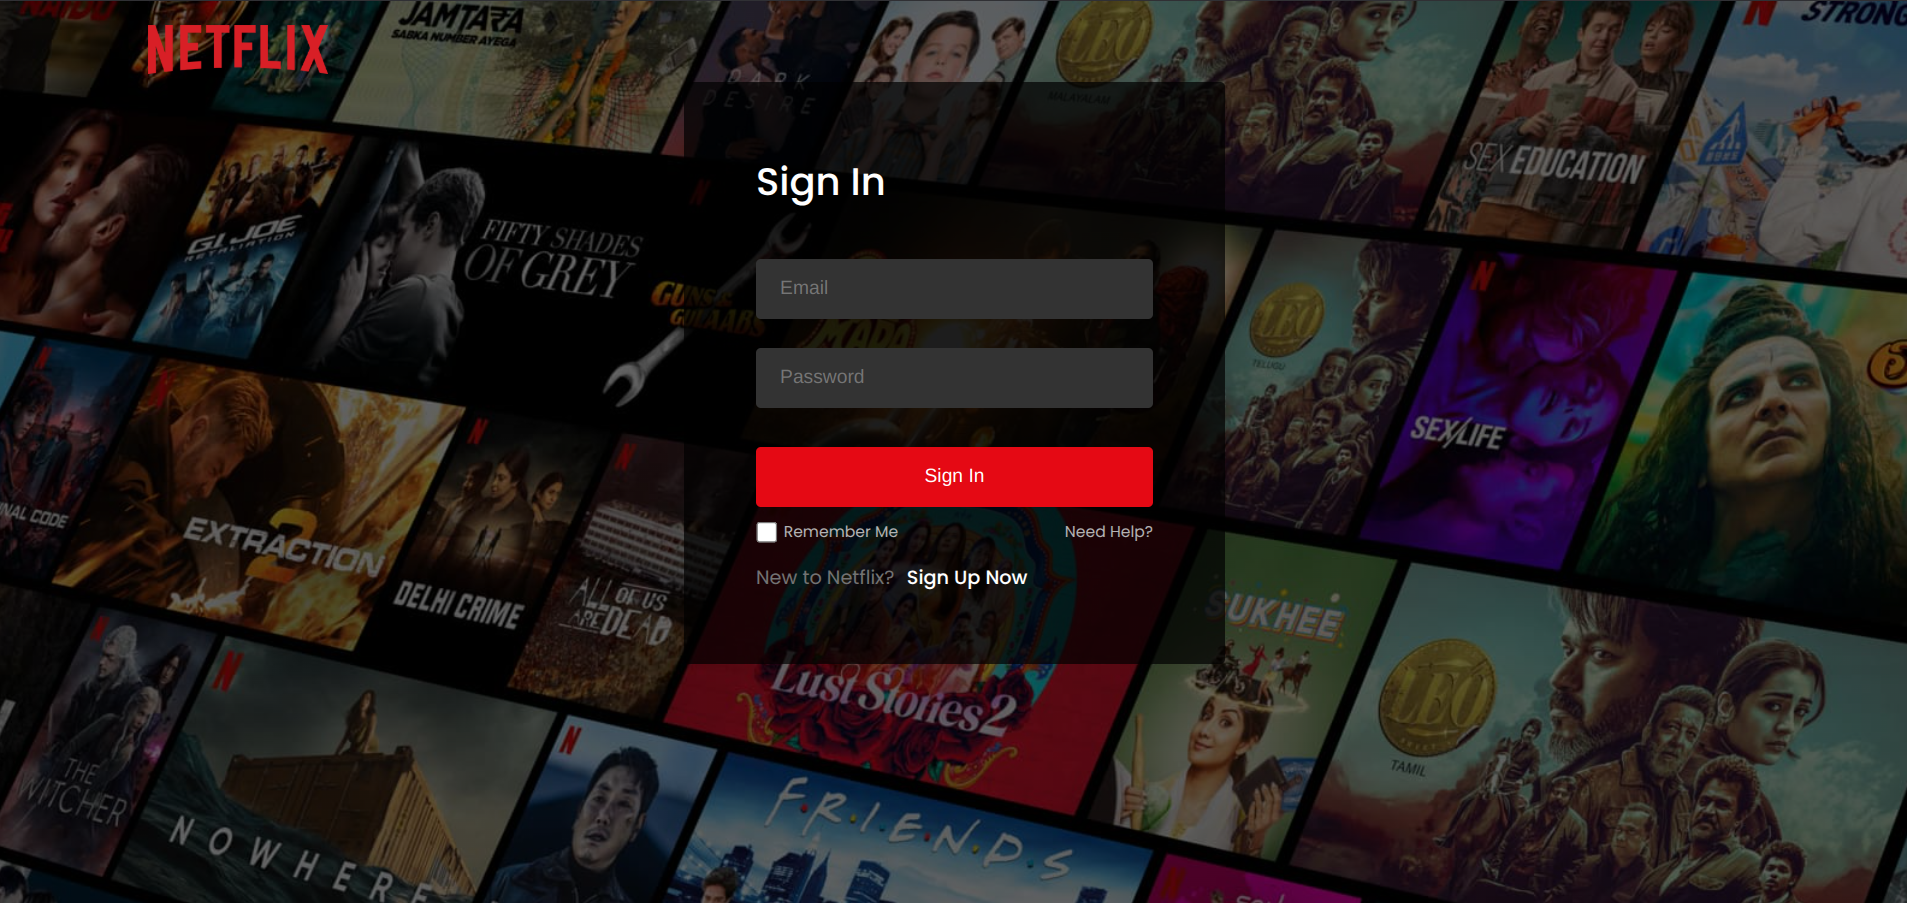 NETFLIX
JAMTARA
SABKA NUMBER AYEGA
STRONG
DARK
DESIRE
LEO
MALAYALAM
SEX EDUCATION
G.I. JOE
RETALIATION
FIFTY SHADES
OF GREY
GUNS &
GULAABS
Sign In
Email
Password
Sign In
Remember Me
Need Help?
New to Netflix? Sign Up Now
LEO
TELUGU
SEX/LIFE
EXTRACTION
2
DELHI CRIME
ALL OF US
ARE DEAD
SUKHEE
Lust Stories 2
LEO
TAMIL
THE
WITCHER
NOWHERE
FRIENDS